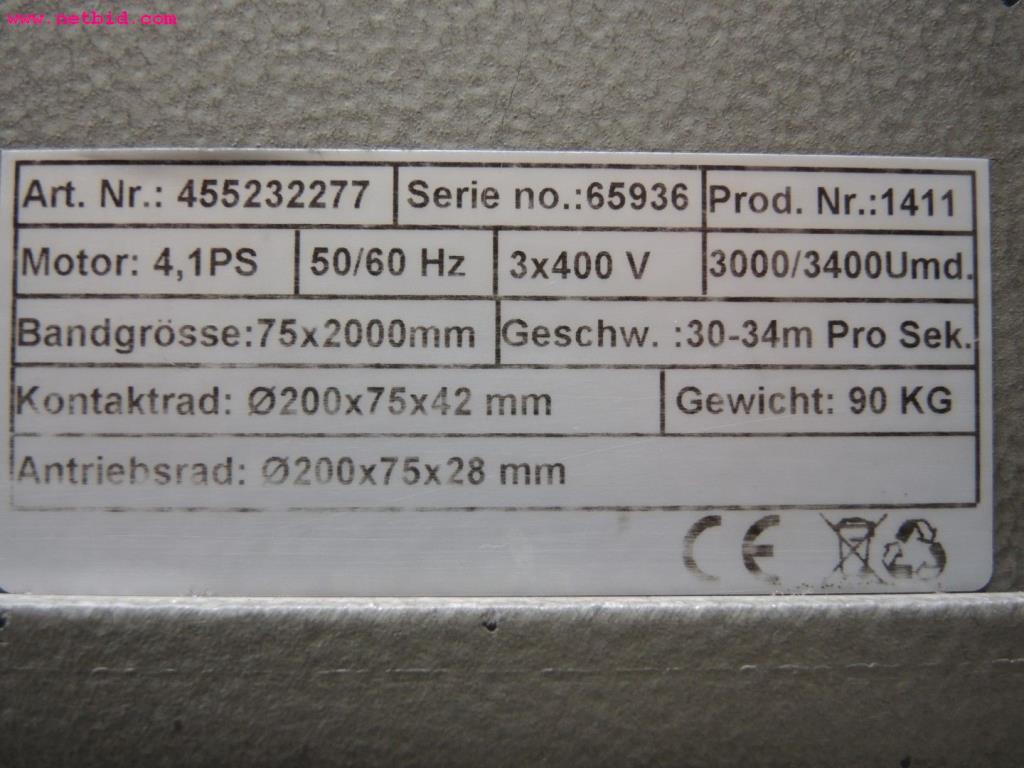 www.netbid.com
Art. Nr.: 455232277 Serie no.:65936 Prod. Nr.:1411
Motor: 4,1PS 50/60 Hz 3x400 V 3000/3400Umd.
Bandgrösse:75x2000mm Geschw. :30-34m Pro Sek.
Kontaktrad: Ø200x75x42 mm Gewicht: 90 KG
Antriebsrad: Ø200x75x28 mm
CE